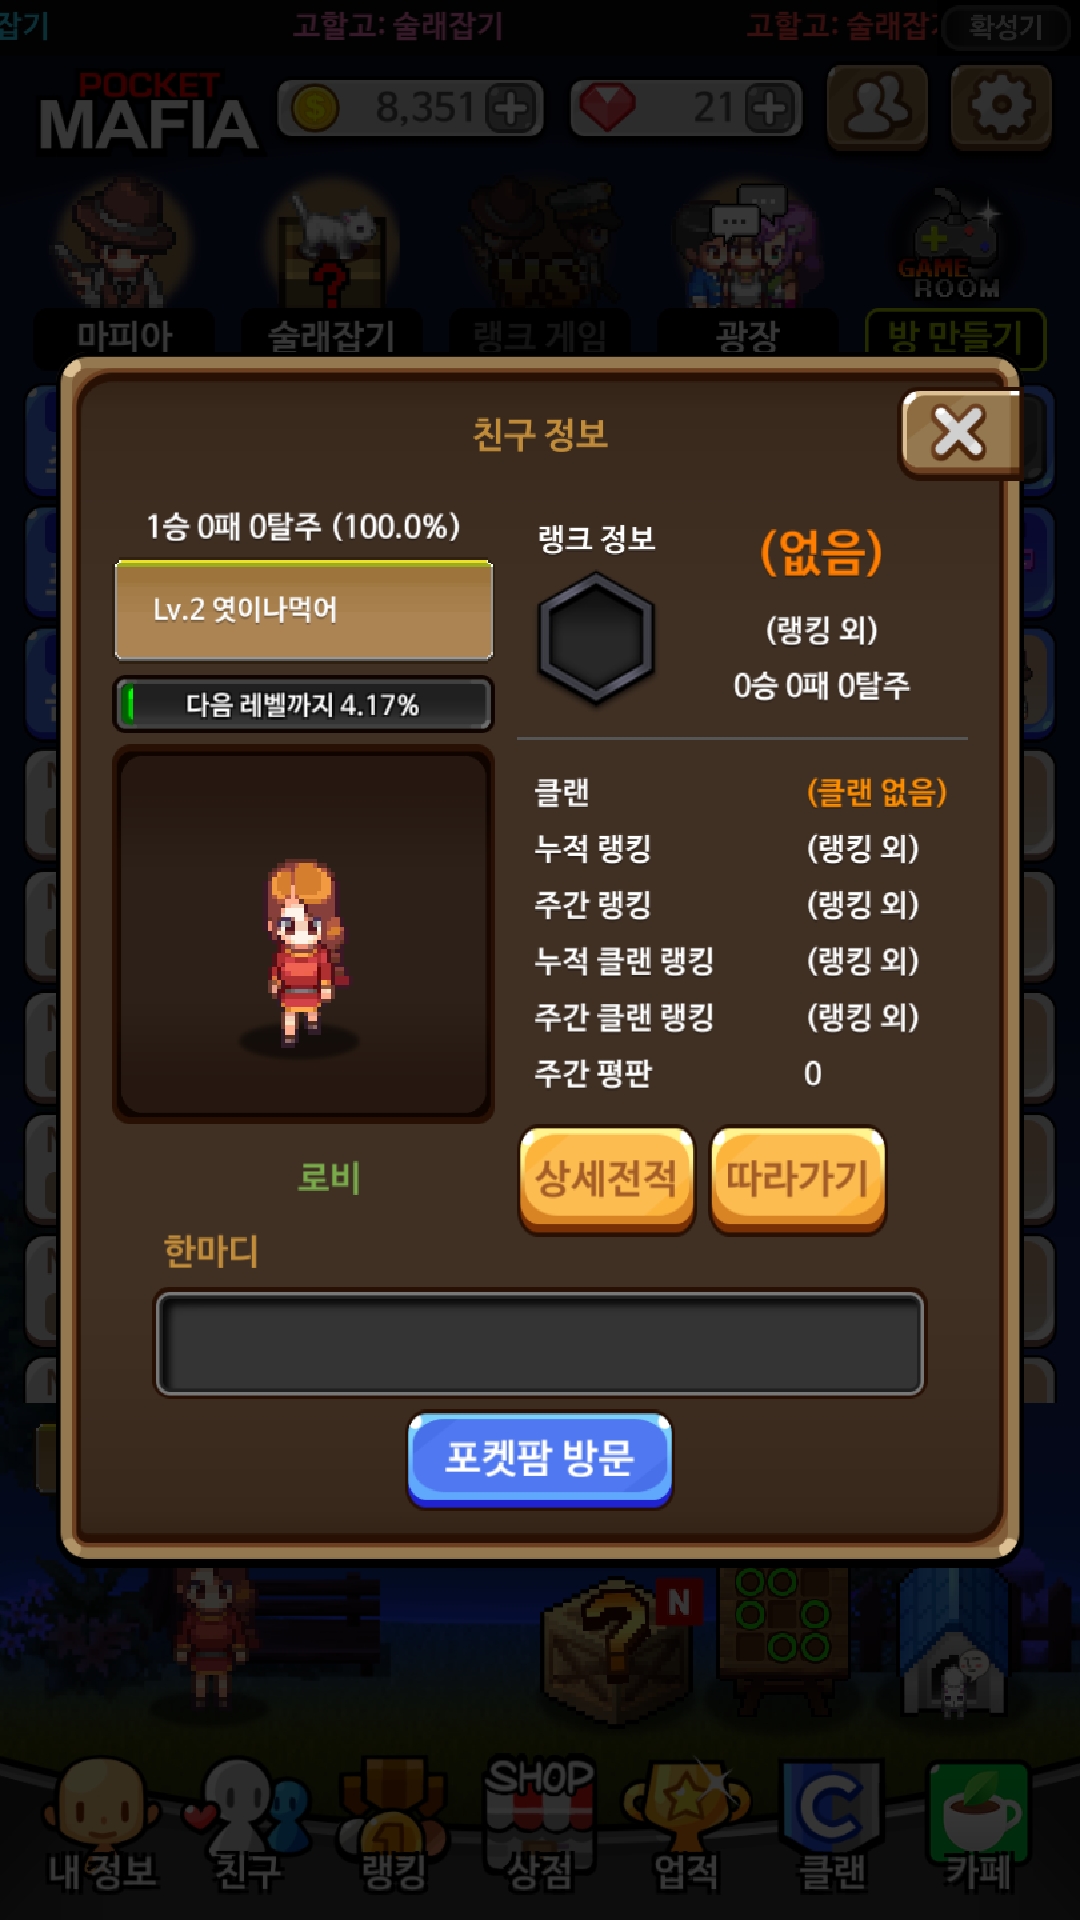 잡기
고할고: 술래잡기
고할고: 술래잡기
확성기
POCKET
MAFIA
8,351
21
마피아
술래잡기
VS
랭크 게임
광장
GAME
ROOM
방 만들기
친구 정보
1승 0패 0탈주 (100.0%)
Lv.2 엿이나먹어
다음 레벨까지 4.17%
랭크 정보
(없음)
(랭킹 외)
0승 0패 0탈주
클랜
(클랜 없음)
누적 랭킹
(랭킹 외)
주간 랭킹
(랭킹 외)
누적 클랜 랭킹
(랭킹 외)
주간 클랜 랭킹
(랭킹 외)
주간 평판
0
로비
상세전적
따라가기
한마디
포켓팜 방문
?
N
내 정보
친구
1
랭킹
SHOP
상점
업적
C
클랜
카페